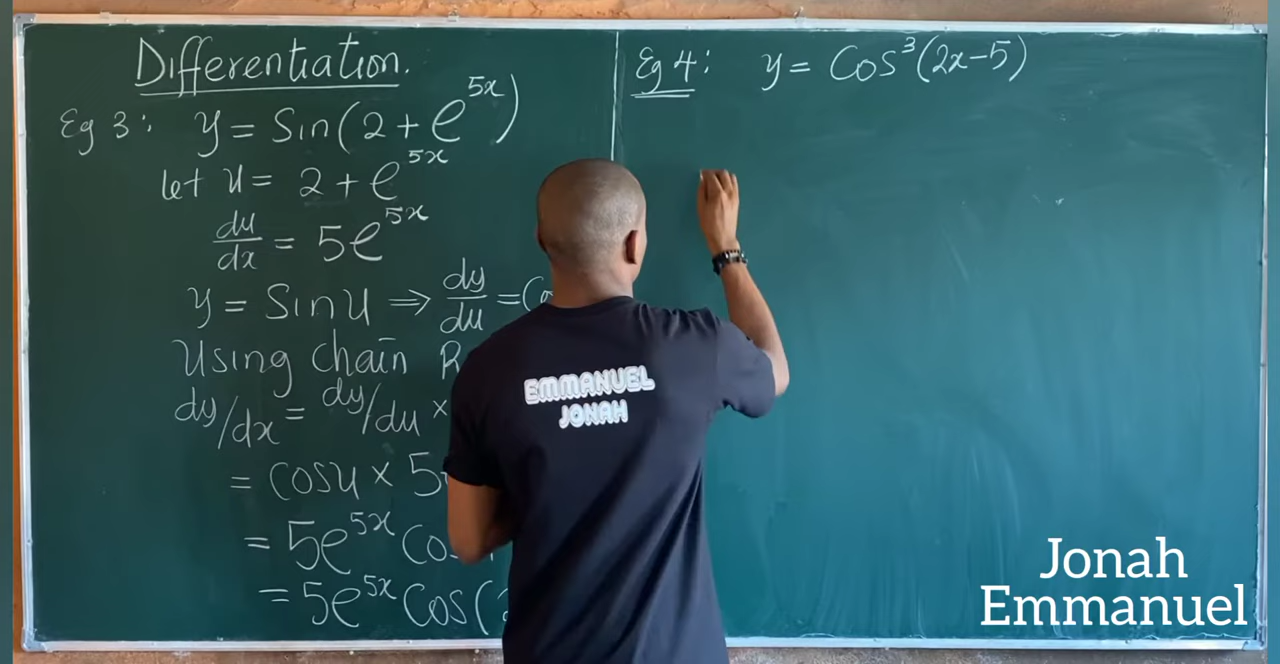 Differentiation.
Eg 3: y = Sin(2 + e^5x)
let u = 2 + e^5x
du/dx = 5e^5x
y = Sin u ⇒ dy/du =
Using chain
dy/dx = dy/du ×
= cosu × 5
= 5e^5x
= 5e^5x Cos(
Eg 4: y = Cos³(2x-5)
EMMANUEL
JONAH
Jonah
Emmanuel